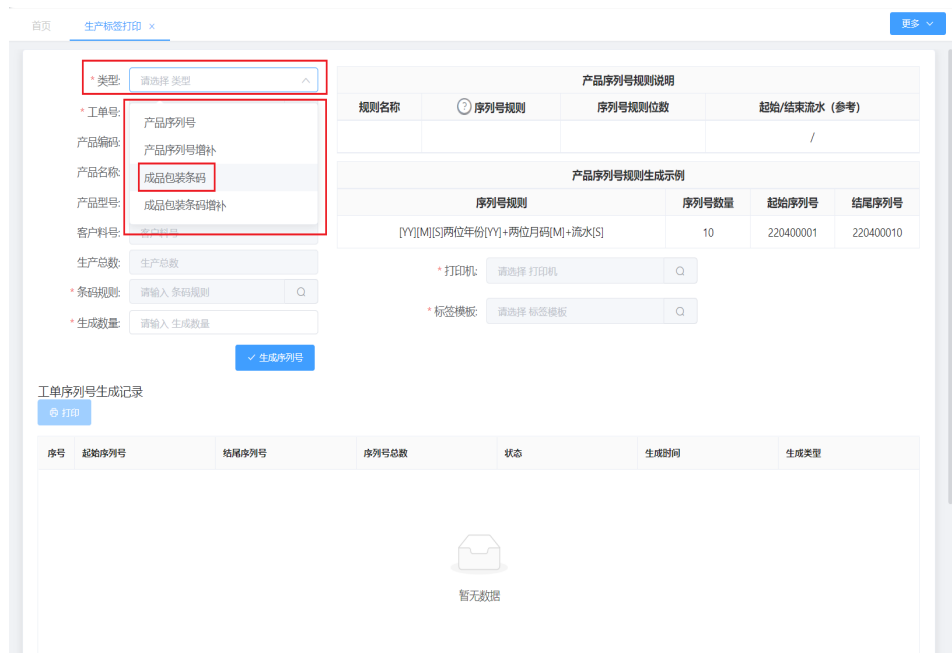 首页 生产标签打印 × 更多
* 类型: 请选择 类型
* 工单号:
产品编码:
产品名称:
产品型号:
客户料号: 客户料号
生产总数: 生产总数
* 条码规则: 请输入 条码规则
* 生成数量: 请输入 生成数量
产品序列号
产品序列号增补
成品包装条码
成品包装条码增补
✓ 生成序列号
产品序列号规则说明
规则名称 ? 序列号规则 序列号规则位数 起始/结束流水（参考）
/
产品序列号规则生成示例
序列号规则 序列号数量 起始序列号 结尾序列号
[YY][M][S]两位年份[YY]+两位月码[M]+流水[S] 10 220400001 220400010
* 打印机: 请选择 打印机
* 标签模板: 请选择 标签模板
工单序列号生成记录
打印
序号 起始序列号 结尾序列号 序列号总数 状态 生成时间 生成类型
暂无数据